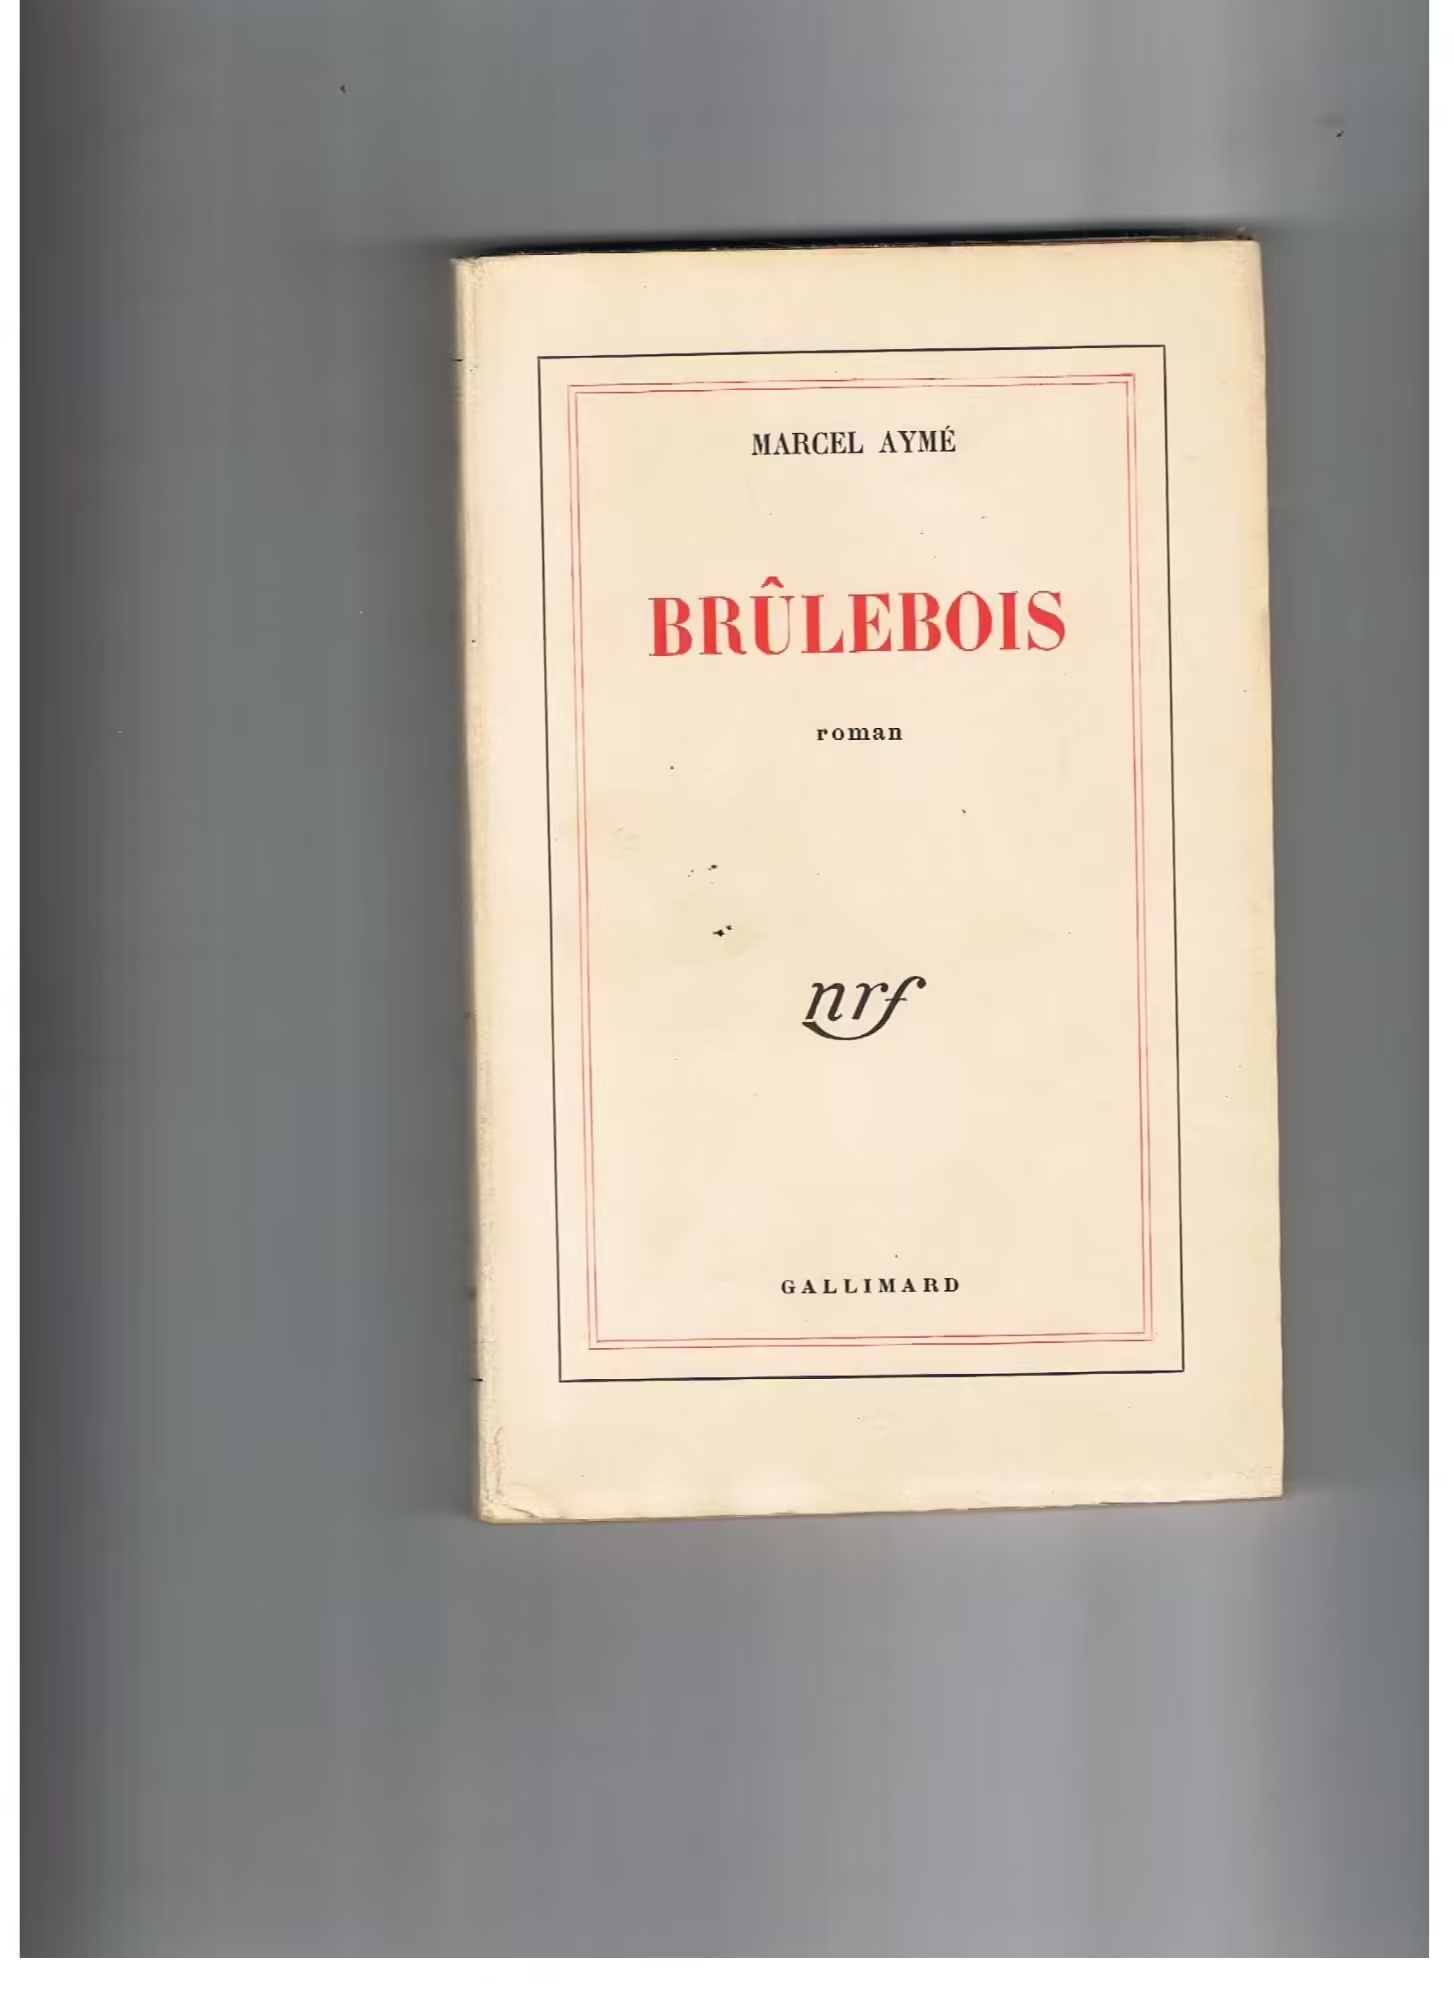 MARCEL AYMÉ
BRÛLEBOIS
roman
nrf
GALLIMARD